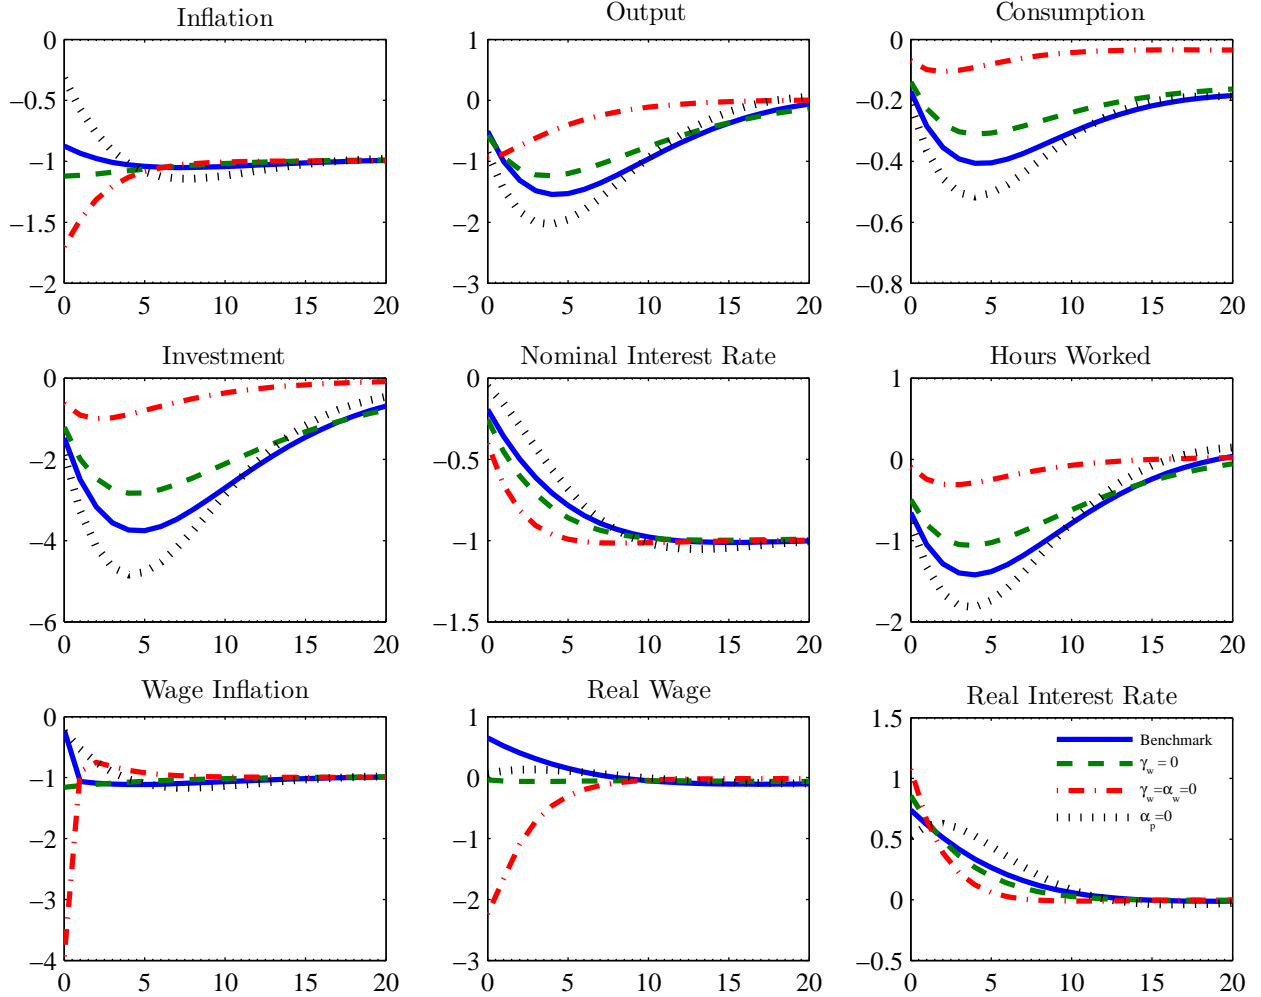 Inflation
Output
Consumption
0
−0.5
−1
−1.5
−2
0 5 10 15 20
1
0
−1
−2
−3
0 5 10 15 20
0
−0.2
−0.4
−0.6
−0.8
0 5 10 15 20
Investment
Nominal Interest Rate
Hours Worked
0
−2
−4
−6
0 5 10 15 20
0
−0.5
−1
−1.5
0 5 10 15 20
1
0
−1
−2
0 5 10 15 20
Wage Inflation
Real Wage
Real Interest Rate
0
−1
−2
−3
−4
0 5 10 15 20
1
0
−1
−2
−3
0 5 10 15 20
1.5
1
0.5
0
−0.5
0 5 10 15 20
Benchmark
γw = 0
γw=αw=0
αp=0